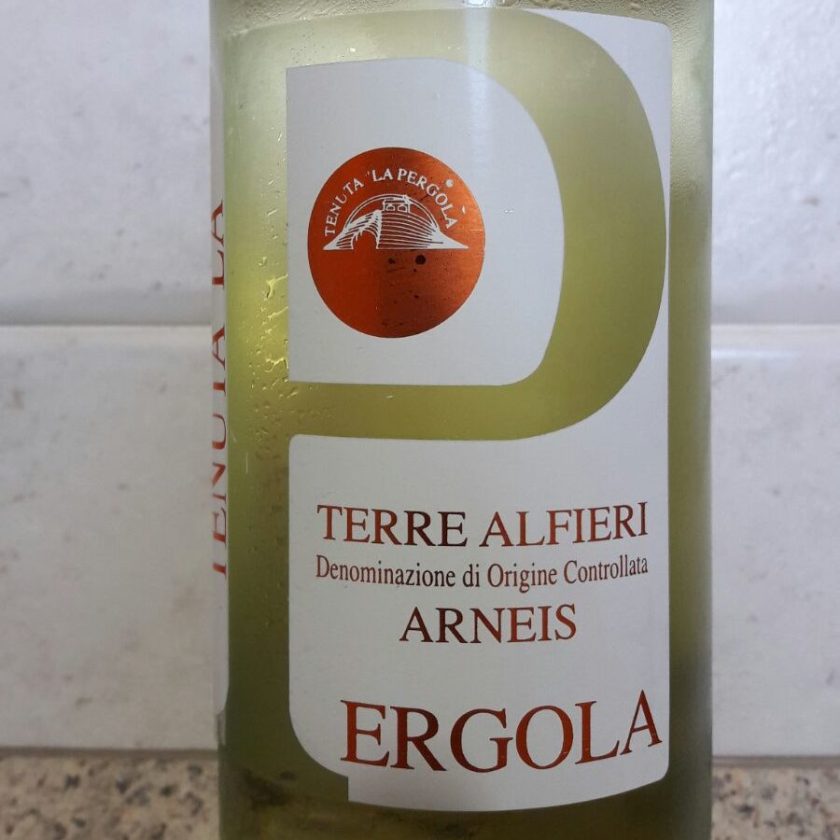 TENUTA LA
TENUTA "LA PERGOLA"
TERRE ALFIERI
Denominazione di Origine Controllata
ARNEIS
ERGOLA